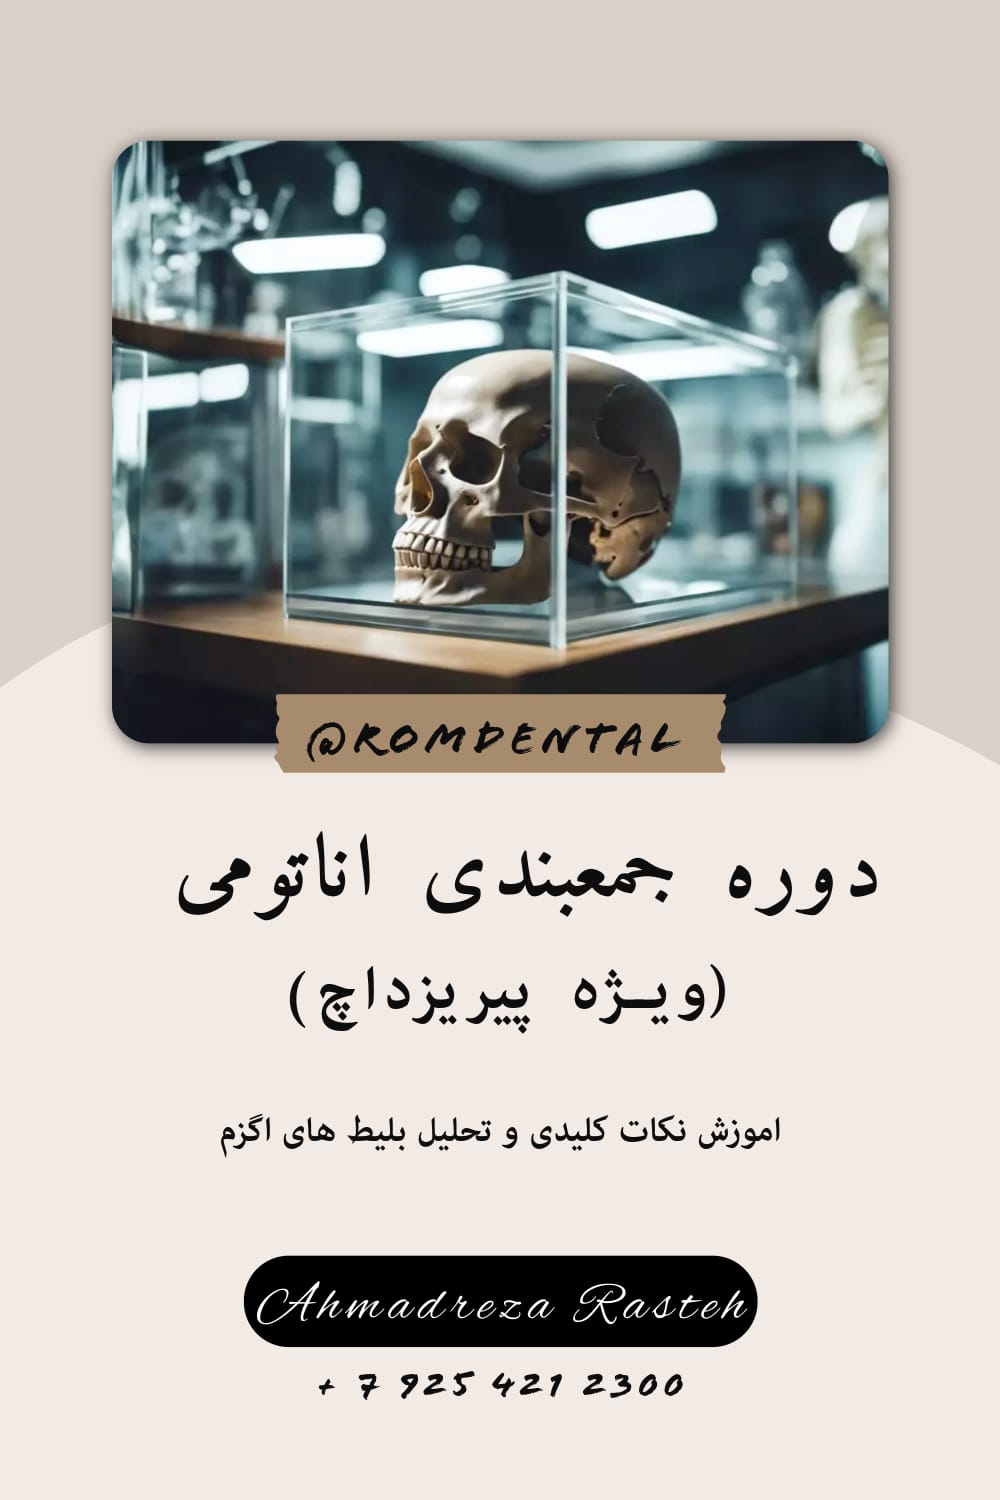 @ROMDENTAL
دوره جمعبندی اناتومی
(ویـژه پیریزداچ)
اموزش نکات کلیدی و تحلیل بلیط های اگزم
Ahmadreza Rasteh
+ 7 925 421 2300